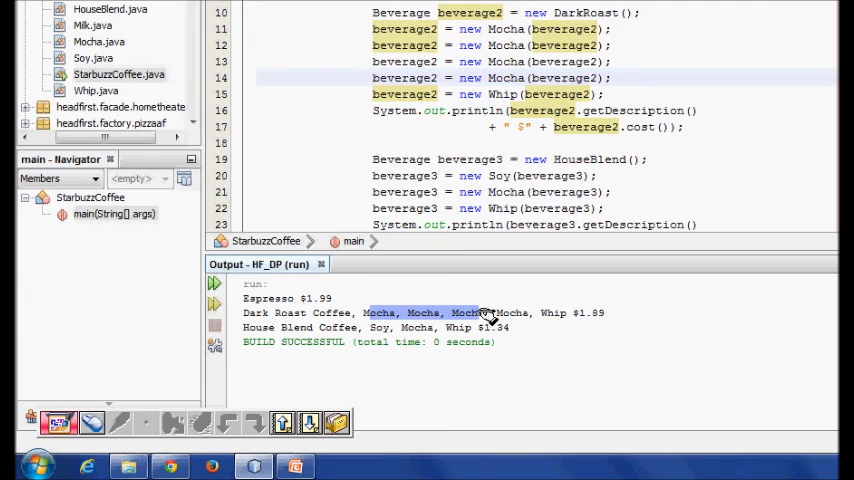 HouseBlend.java
Milk.java
Mocha.java
Soy.java
StarbuzzCoffee.java
Whip.java
headfirst.facade.hometheate
headfirst.factory.pizzaaf
main - Navigator
Members
<empty>
StarbuzzCoffee
main(String[] args)
10 Beverage beverage2 = new DarkRoast();
11 beverage2 = new Mocha(beverage2);
12 beverage2 = new Mocha(beverage2);
13 beverage2 = new Mocha(beverage2);
14 beverage2 = new Mocha(beverage2);
15 beverage2 = new Whip(beverage2);
16 System.out.println(beverage2.getDescription()
17 + " $" + beverage2.cost());
18
19 Beverage beverage3 = new HouseBlend();
20 beverage3 = new Soy(beverage3);
21 beverage3 = new Mocha(beverage3);
22 beverage3 = new Whip(beverage3);
23 System.out.println(beverage3.getDescription()
StarbuzzCoffee
main
Output - HF_DP (run)
run:
Espresso $1.99
Dark Roast Coffee, Mocha, Mocha, Mocha, Mocha, Whip $1.89
House Blend Coffee, Soy, Mocha, Whip $1.34
BUILD SUCCESSFUL (total time: 0 seconds)